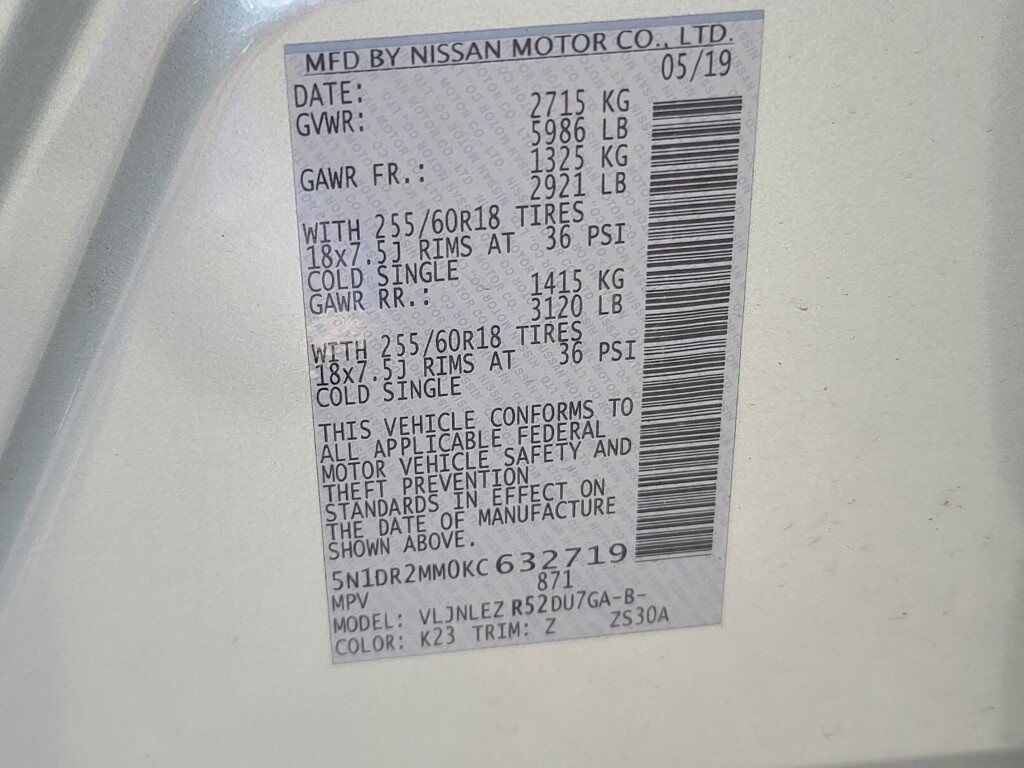 MFD BY NISSAN MOTOR CO., LTD.
DATE: 05/19
GVWR: 2715 KG
5986 LB
GAWR FR.: 1325 KG
2921 LB
WITH 255/60R18 TIRES
18x7.5J RIMS AT 36 PSI
COLD SINGLE
GAWR RR.: 1415 KG
3120 LB
WITH 255/60R18 TIRES
18x7.5J RIMS AT 36 PSI
COLD SINGLE
THIS VEHICLE CONFORMS TO
ALL APPLICABLE FEDERAL
MOTOR VEHICLE SAFETY AND
THEFT PREVENTION
STANDARDS IN EFFECT ON
THE DATE OF MANUFACTURE
SHOWN ABOVE.
5N1DR2MM0KC632719
MPV 871
MODEL: VLJNLEZ R52DU7GA-B-
COLOR: K23 TRIM: Z ZS30A